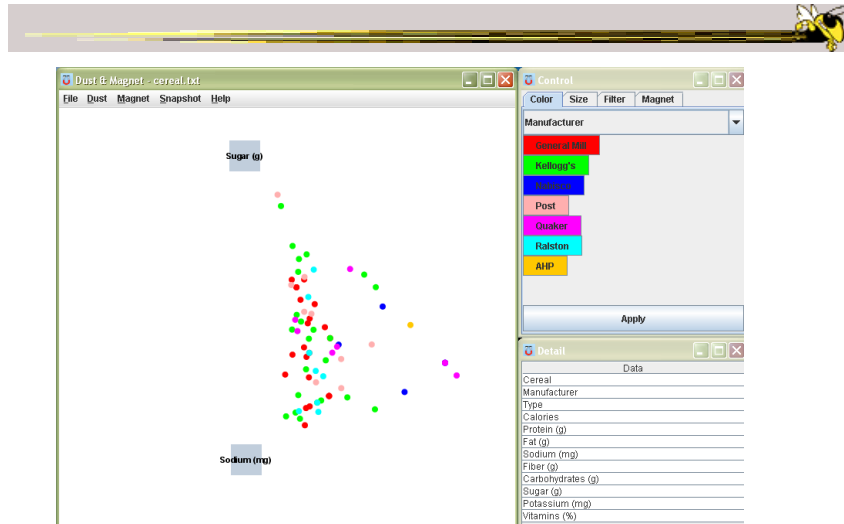 Dust & Magnet - cereal.txt
File Dust Magnet Snapshot Help
Sugar (g)
Sodium (mg)
Control
Color Size Filter Magnet
Manufacturer
General Mill
Kellogg's
Nabisco
Post
Quaker
Ralston
AHP
Apply
Detail
Data
Cereal
Manufacturer
Type
Calories
Protein (g)
Fat (g)
Sodium (mg)
Fiber (g)
Carbohydrates (g)
Sugar (g)
Potassium (mg)
Vitamins (%)